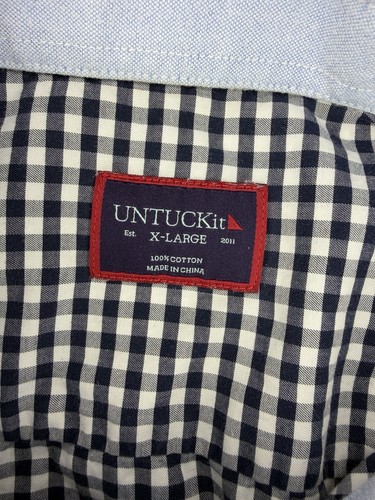 UNTUCKit
Est. X-LARGE 2011
100% COTTON
MADE IN CHINA